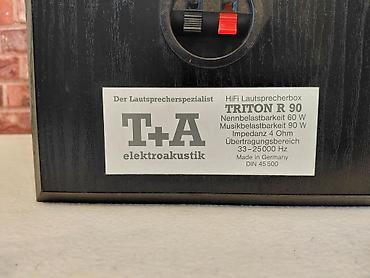 Der Lautsprecherspezialist
T+A
elektroakustik
HiFi Lautsprecherbox
TRITON R 90
Nennbelastbarkeit 60 W
Musikbelastbarkeit 90 W
Impedanz 4 Ohm
Übertragungsbereich
33-25000 Hz
Made in Germany
DIN 45 500